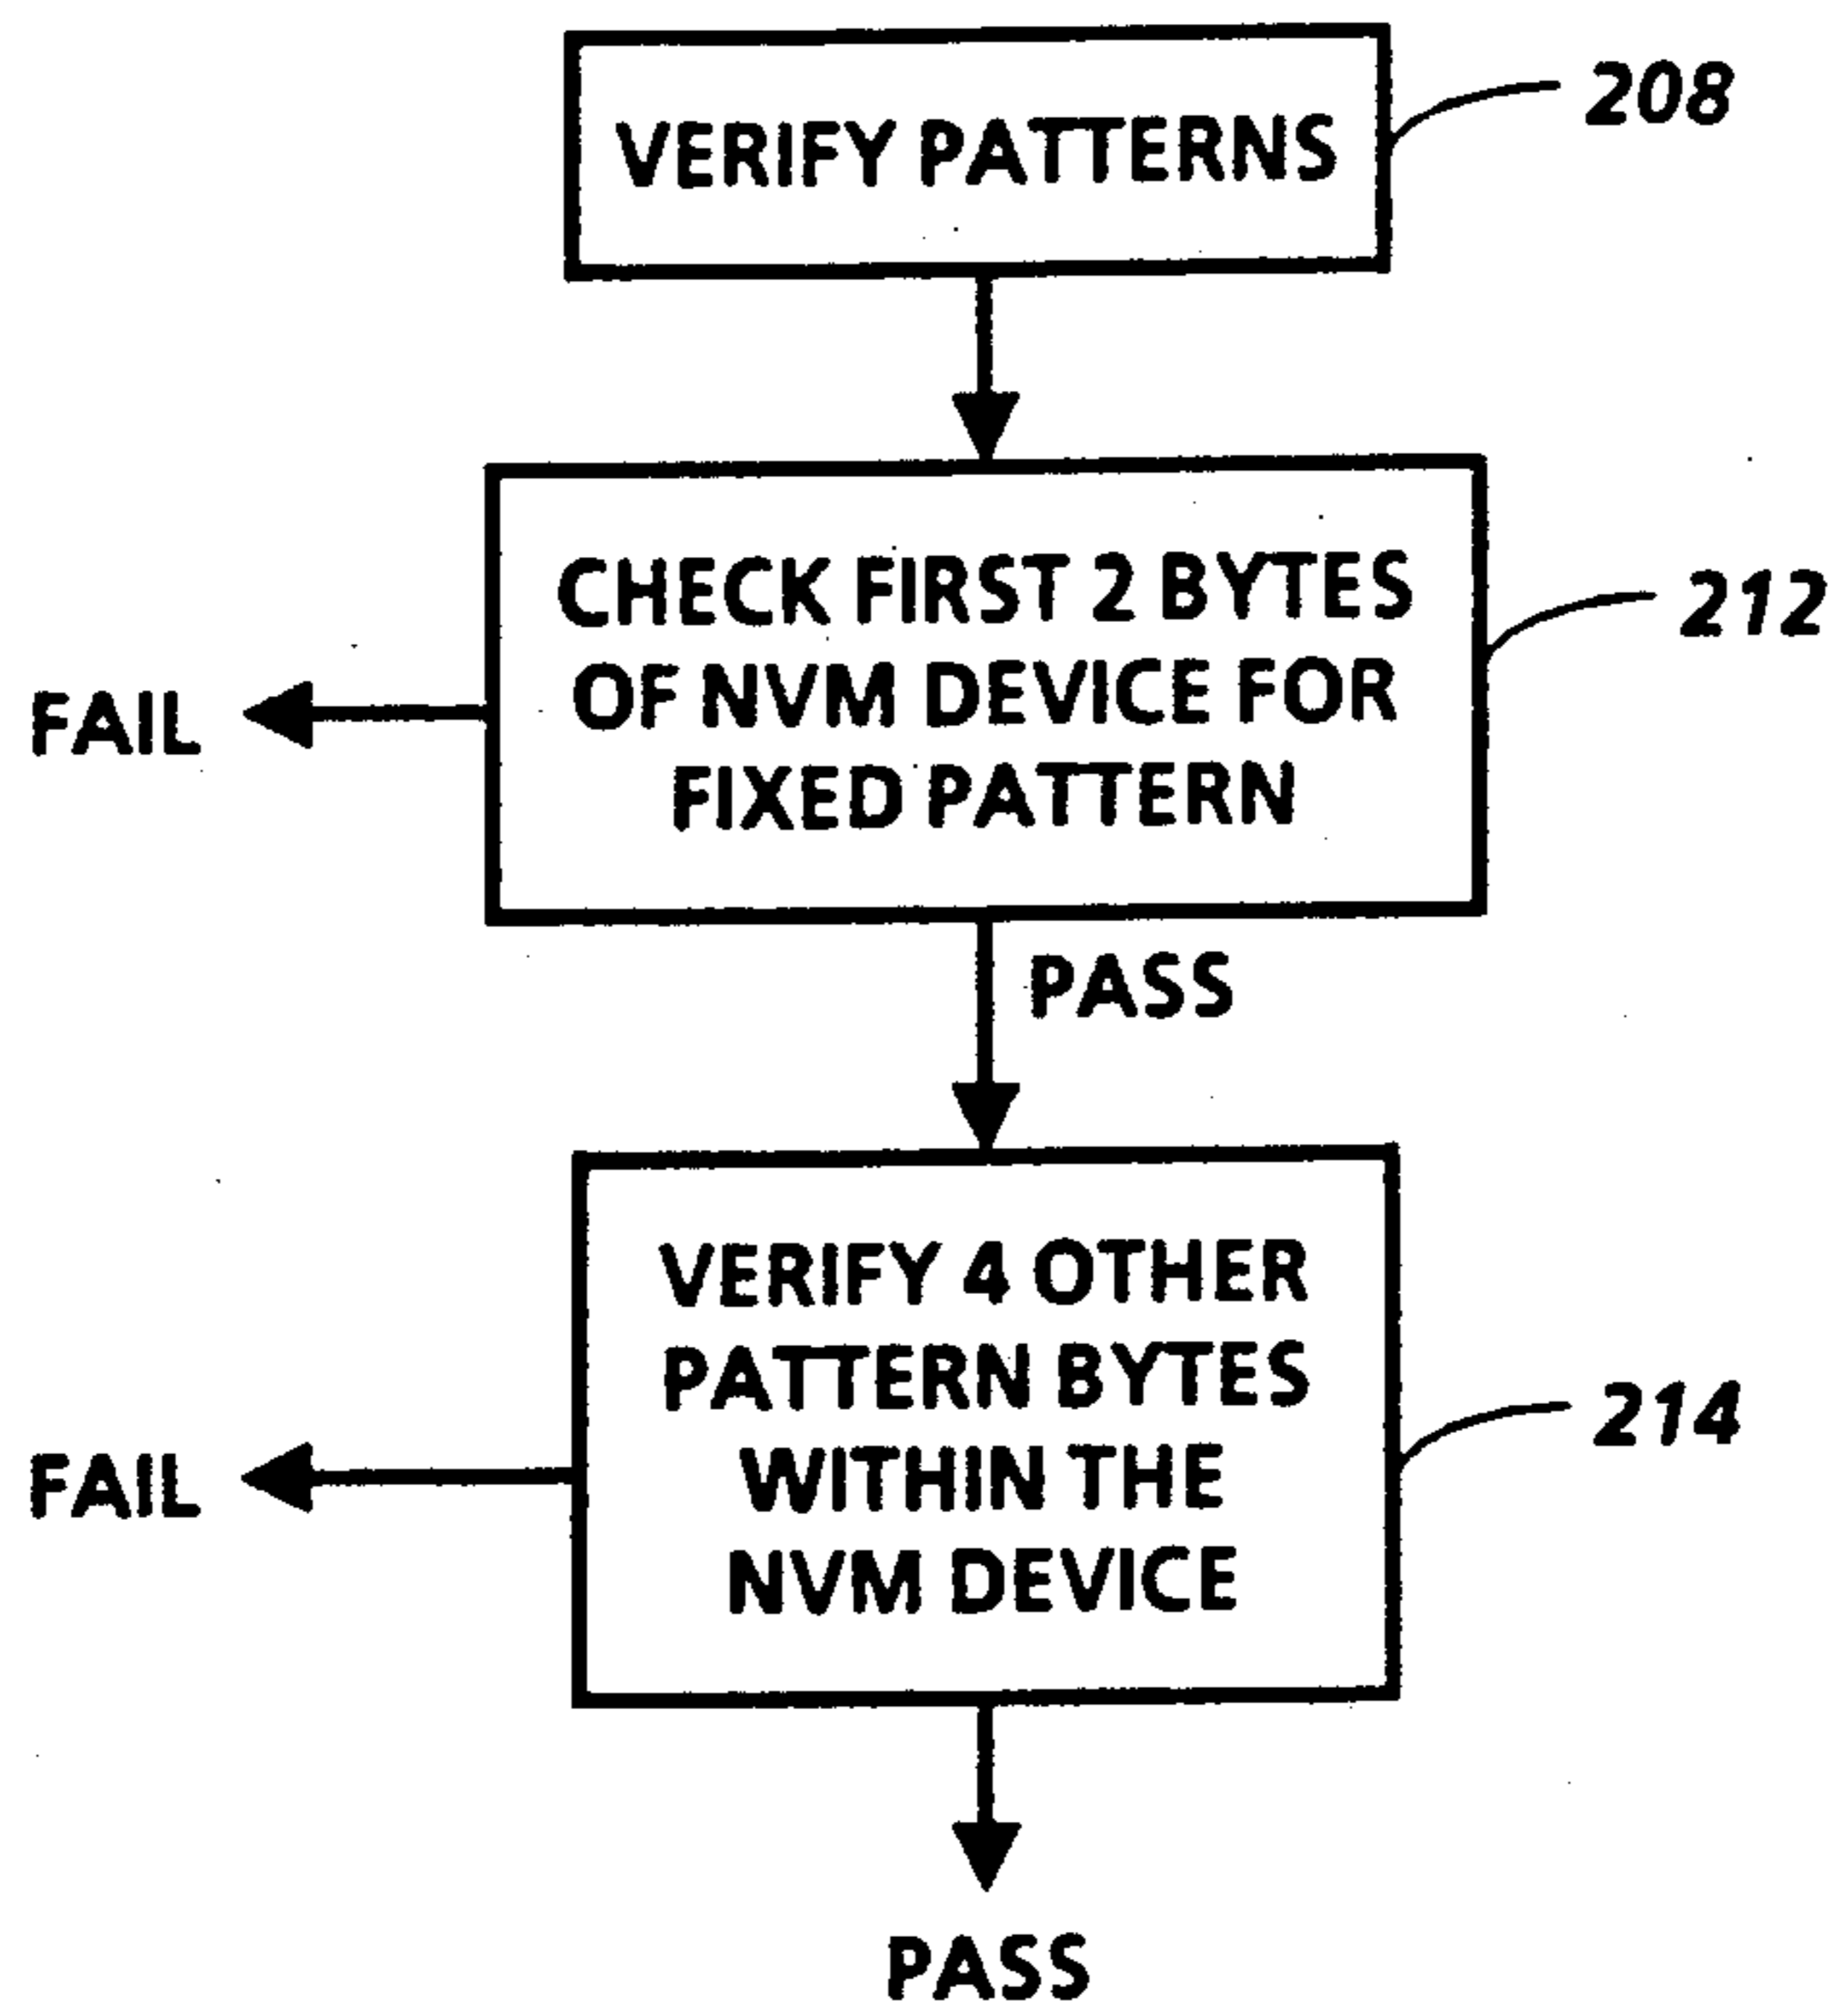 VERIFY PATTERNS
208
CHECK FIRST 2 BYTES
OF NVM DEVICE FOR
FIXED PATTERN
212
FAIL
PASS
VERIFY 4 OTHER
PATTERN BYTES
WITHIN THE
NVM DEVICE
214
FAIL
PASS